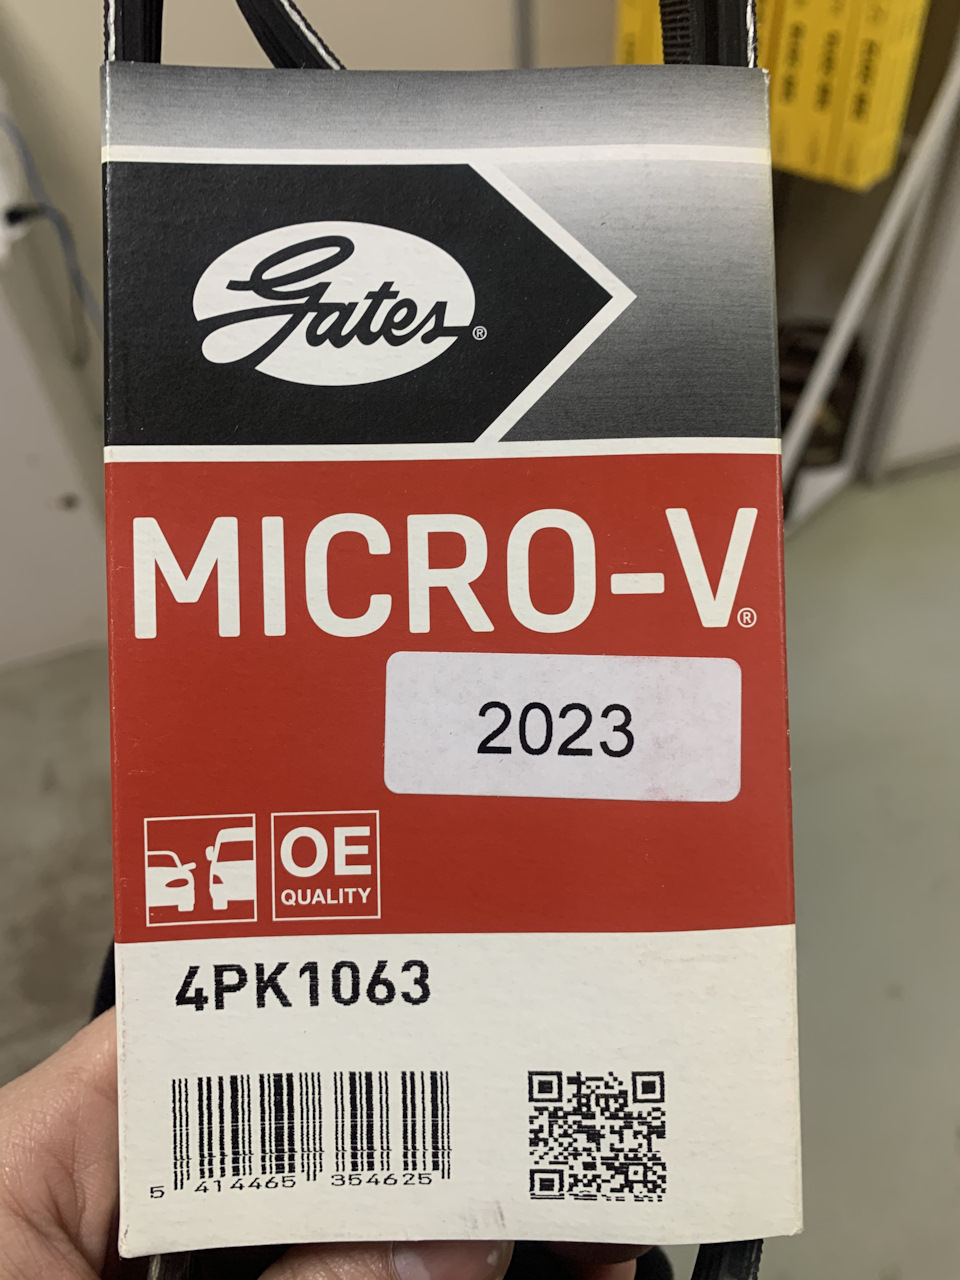 Gates®
MICRO-V®
2023
OE
QUALITY
4PK1063
5 414465 354625